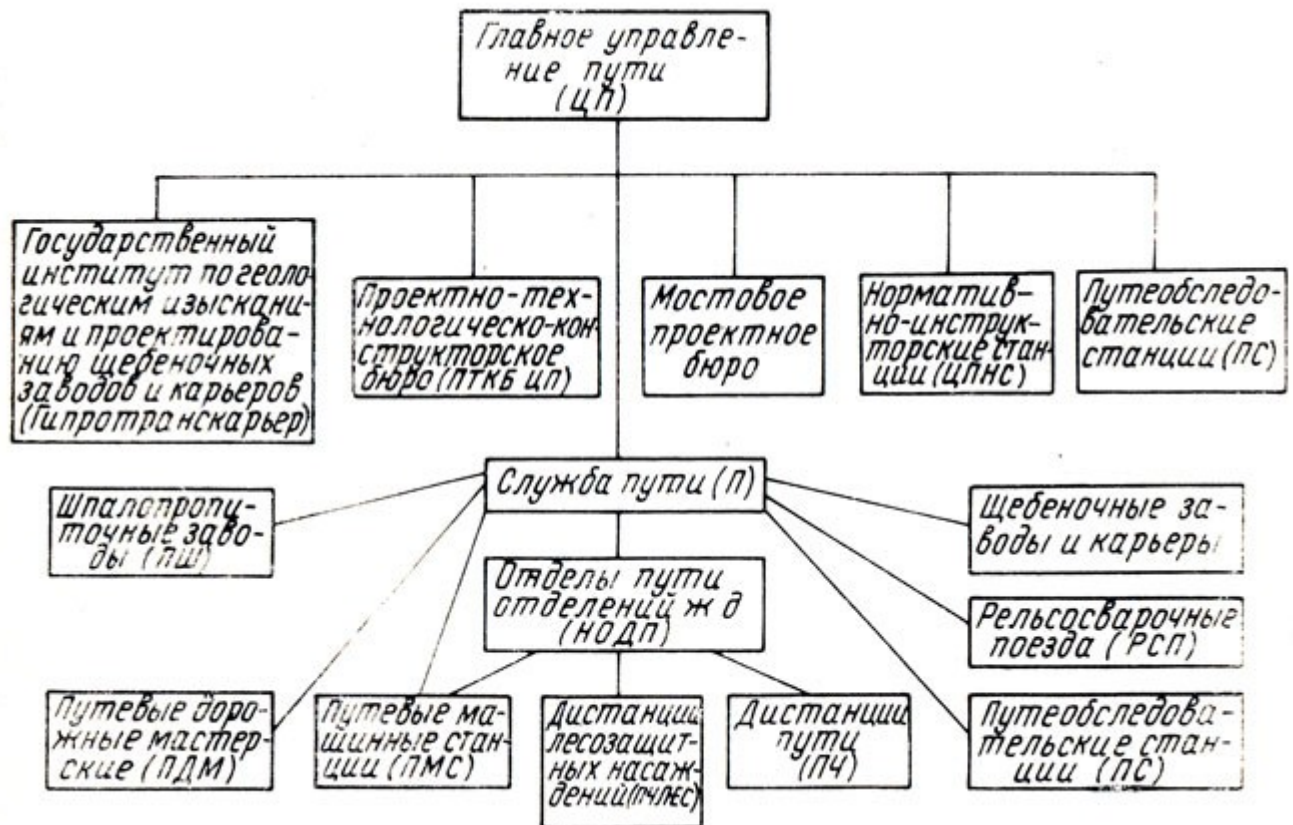 Главное управле-
ние пути
(ЦП)
Государственный
институт по геоло-
гическим изыскани-
ям и проектирова-
нию щебеночных
заводов и карьеров
(Гипротранскарьер)
Проектно-тех-
нологическо-кон-
структорское
бюро (ПТКБ ЦП)
Мостовое
проектное
бюро
Норматив-
но-инструк-
торские стан-
ции (ЦПНС)
Путеобследо-
вательские
станции (ПС)
Служба пути (П)
Шпалопропи-
точные заво-
ды (ПШ)
Щебеночные за-
воды и карьеры
Отделы пути
отделений ж д
(НОДП)
Рельсосварочные
поезда (РСП)
Путевые доро-
жные мастер-
ские (ПДМ)
Путевые ма-
шинные стан-
ции (ПМС)
Дистанции
лесозащит-
ных насаж-
дений (ПЧЛЕС)
Дистанции
пути
(ПЧ)
Путеобследова-
тельские стан-
ции (ПС)